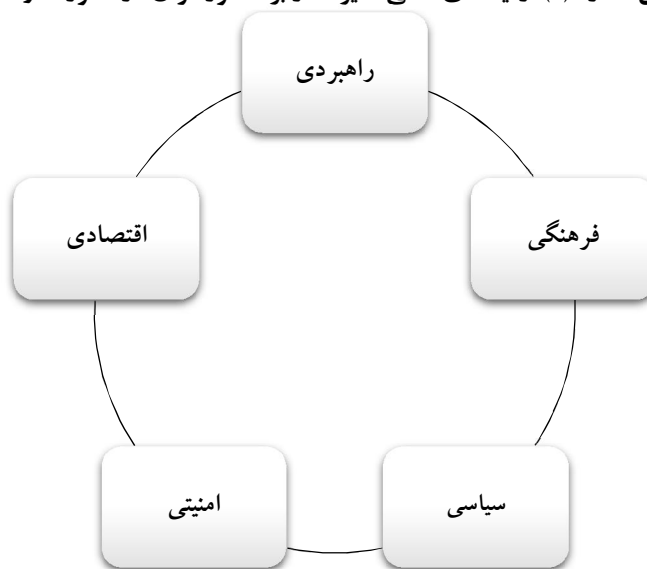 راهبردی
فرهنگی
اقتصادی
سیاسی
امنیتی